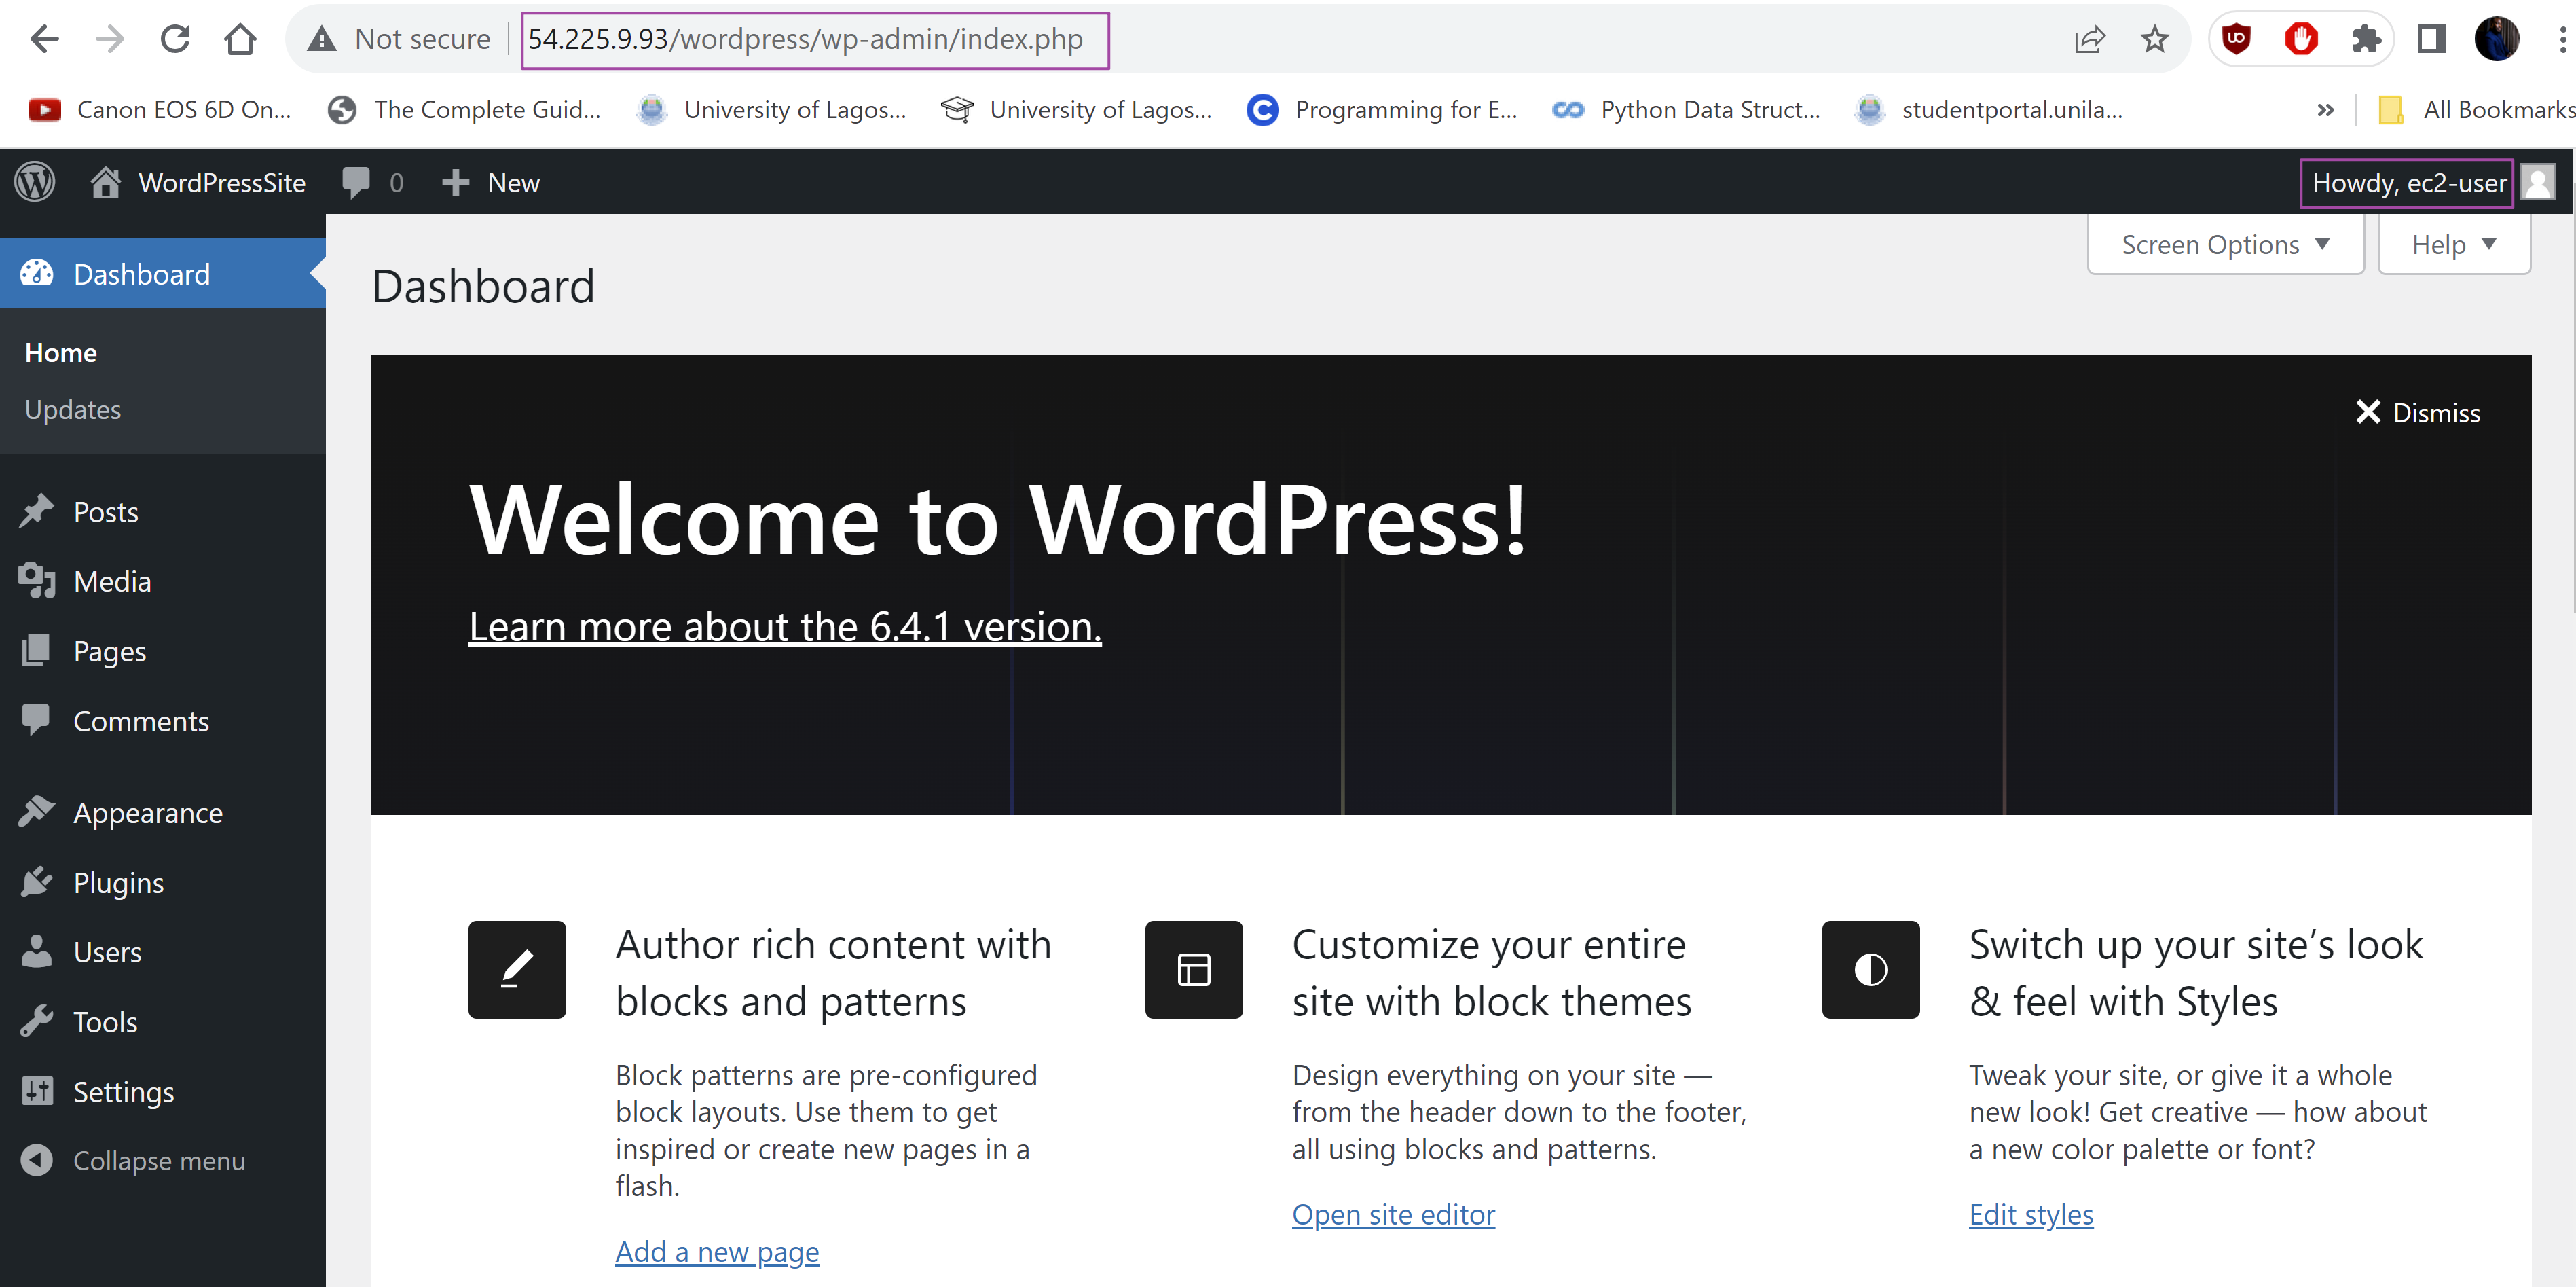 Not secure
54.225.9.93/wordpress/wp-admin/index.php
Canon EOS 6D On...
The Complete Guid...
University of Lagos...
University of Lagos...
Programming for E...
Python Data Struct...
studentportal.unila...
»
All Bookmarks
WordPressSite
0
New
Howdy, ec2-user
Screen Options
Help
Dashboard
Home
Updates
Posts
Media
Pages
Comments
Appearance
Plugins
Users
Tools
Settings
Collapse menu
Dashboard
Dismiss
Welcome to WordPress!
Learn more about the 6.4.1 version.
Author rich content with
blocks and patterns
Block patterns are pre-configured
block layouts. Use them to get
inspired or create new pages in a
flash.
Add a new page
Customize your entire
site with block themes
Design everything on your site —
from the header down to the footer,
all using blocks and patterns.
Open site editor
Switch up your site’s look
& feel with Styles
Tweak your site, or give it a whole
new look! Get creative — how about
a new color palette or font?
Edit styles